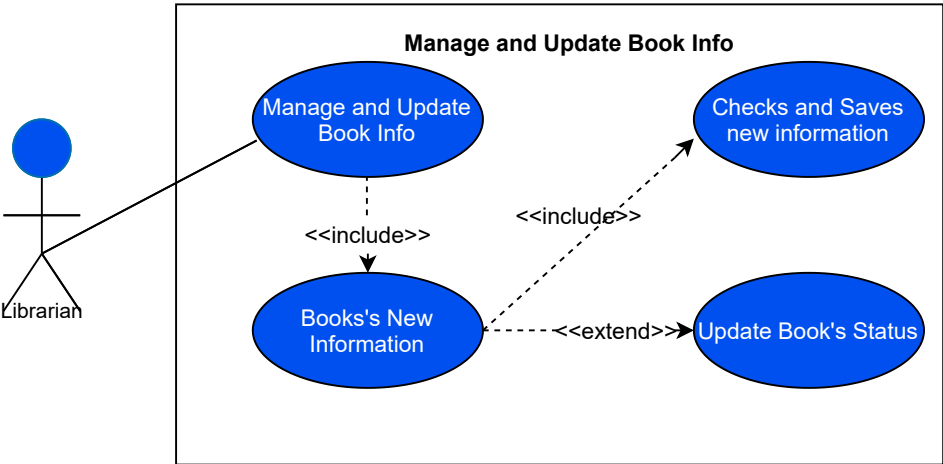 Manage and Update Book Info
Manage and Update
Book Info
Checks and Saves
new information
<<include>>
<<include>>
Librarian
Books's New
Information
<<extend>>
Update Book's Status